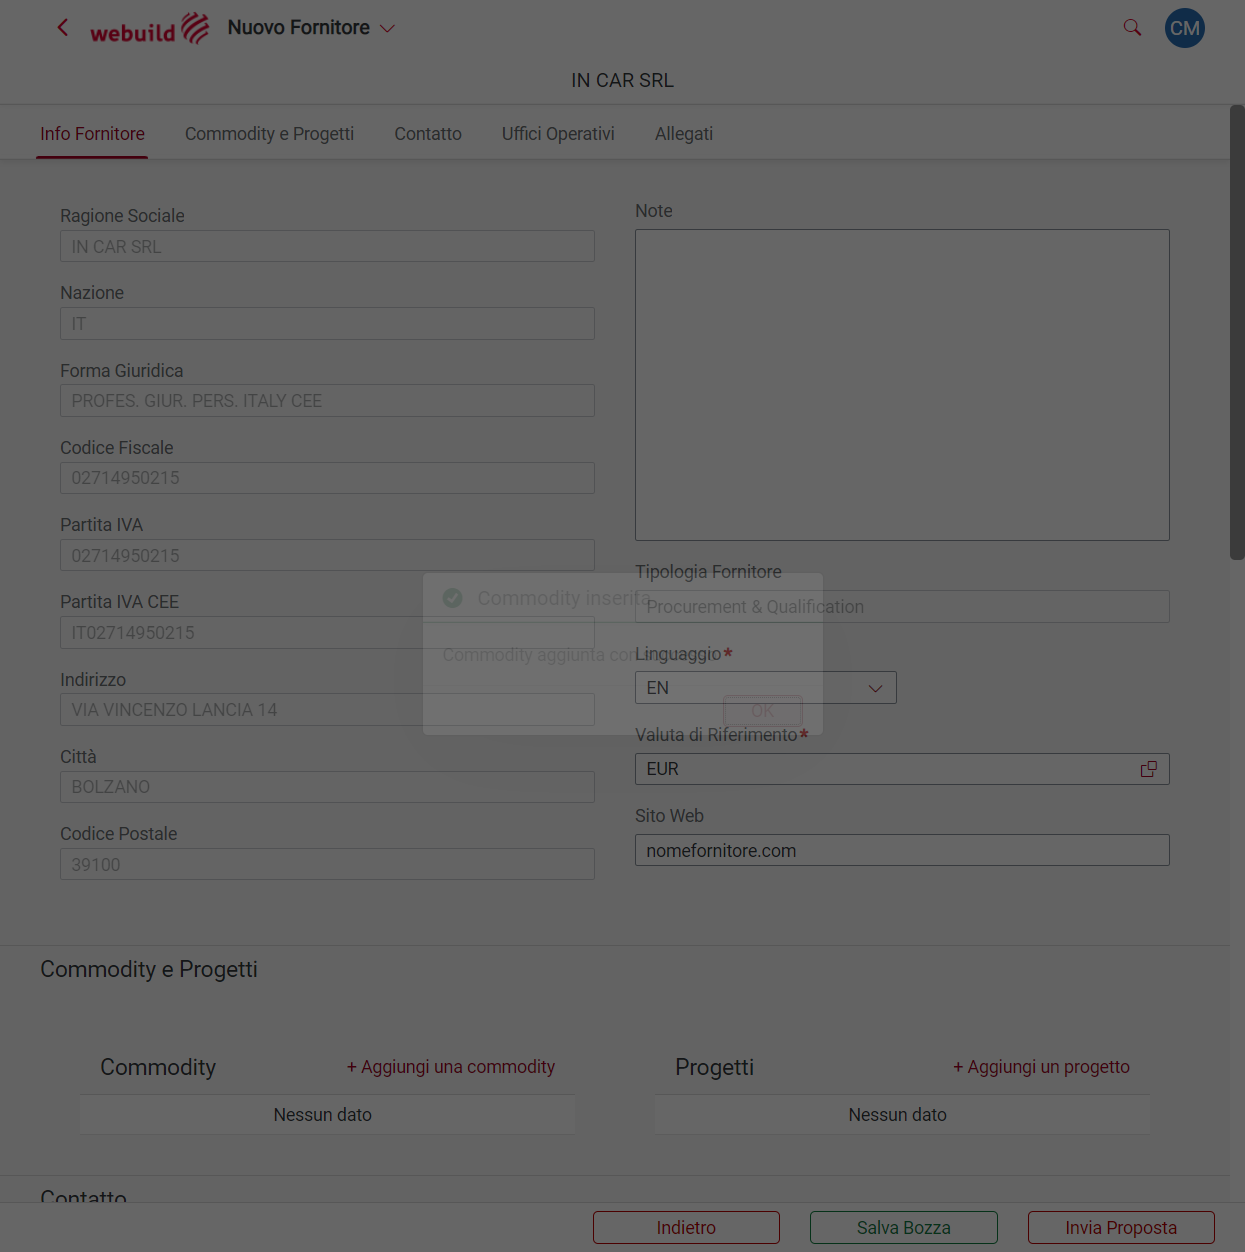 webuild Nuovo Fornitore
CM
IN CAR SRL
Info Fornitore
Commodity e Progetti
Contatto
Uffici Operativi
Allegati
Ragione Sociale
IN CAR SRL
Nazione
IT
Forma Giuridica
PROFES. GIUR. PERS. ITALY CEE
Codice Fiscale
02714950215
Partita IVA
02714950215
Partita IVA CEE
IT02714950215
Indirizzo
VIA VINCENZO LANCIA 14
Città
BOLZANO
Codice Postale
39100
Note
Tipologia Fornitore
Procurement & Qualification
Linguaggio*
EN
Valuta di Riferimento*
EUR
Sito Web
nomefornitore.com
Commodity inserita
Commodity aggiunta con
OK
Commodity e Progetti
Commodity
+ Aggiungi una commodity
Nessun dato
Progetti
+ Aggiungi un progetto
Nessun dato
Contatto
Indietro
Salva Bozza
Invia Proposta